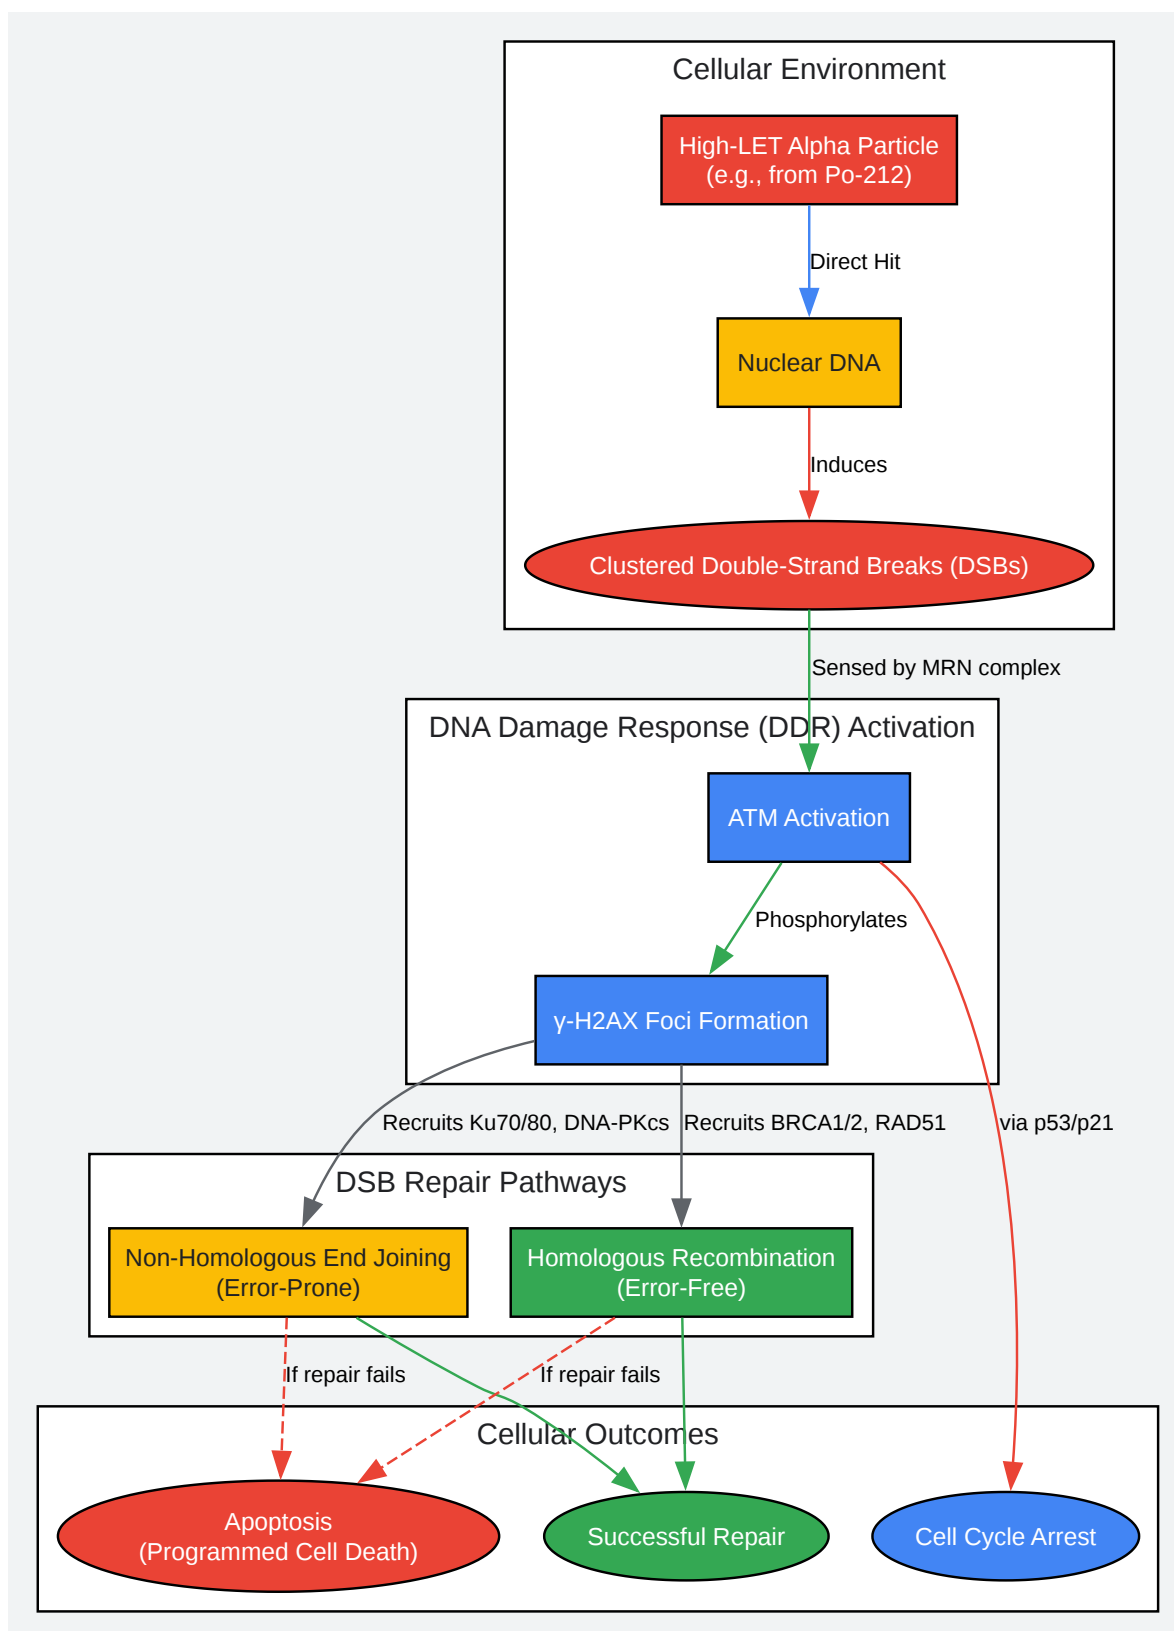 Cellular Environment
High-LET Alpha Particle
(e.g., from Po-212)
Direct Hit
Nuclear DNA
Induces
Clustered Double-Strand Breaks (DSBs)
Sensed by MRN complex
DNA Damage Response (DDR) Activation
ATM Activation
Phosphorylates
γ-H2AX Foci Formation
Recruits Ku70/80, DNA-PKcs
Recruits BRCA1/2, RAD51
via p53/p21
DSB Repair Pathways
Non-Homologous End Joining
(Error-Prone)
Homologous Recombination
(Error-Free)
If repair fails
If repair fails
Cellular Outcomes
Apoptosis
(Programmed Cell Death)
Successful Repair
Cell Cycle Arrest